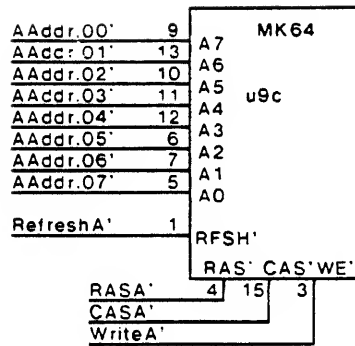 AAddr.00' 9 A7 MK64
AAddr.01' 13 A6
AAddr.02' 10 A5 u9c
AAddr.03' 11 A4
AAddr.04' 12 A3
AAddr.05' 6 A2
AAddr.06' 7 A1
AAddr.07' 5 A0
RefreshA' 1 RFSH'
RAS' CAS' WE'
RASA' 4 15 3
CASA'
WriteA'